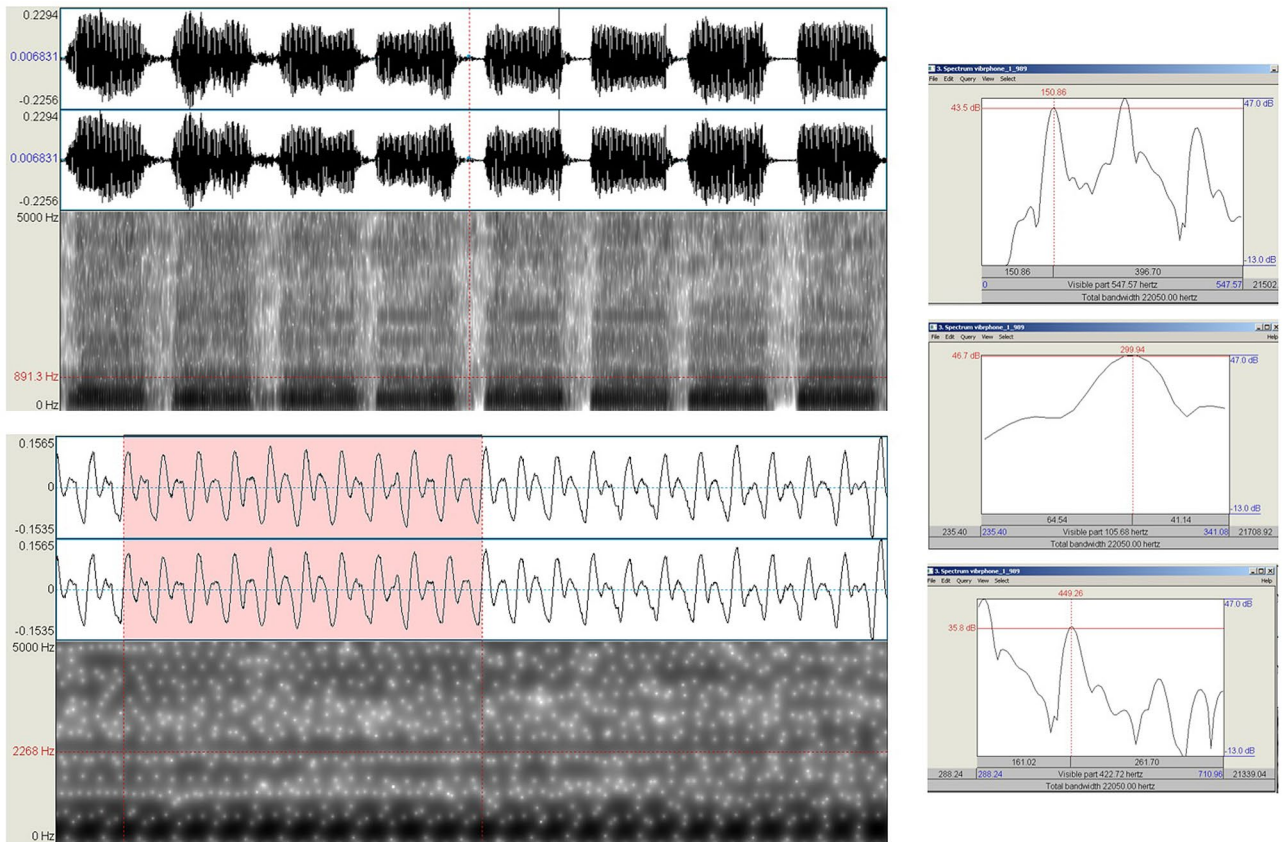 0.2294
0.006831
-0.2256
0.2294
0.006831
-0.2256
5000 Hz
891.3 Hz
0 Hz
0.1565
0
-0.1535
0.1565
0
-0.1535
5000 Hz
2268 Hz
0 Hz
3. Spectrum vibrphone_1_989
File Edit Query View Select
150.86
43.5 dB
47.0 dB
-13.0 dB
150.86 396.70
0 Visible part 547.57 hertz 547.57 21502
Total bandwidth 22050.00 hertz
3. Spectrum vibrphone_1_989
File Edit Query View Select Help
299.94
46.7 dB
47.0 dB
-13.0 dB
64.54 41.14
235.40 235.40 Visible part 105.68 hertz 341.08 21708.92
Total bandwidth 22050.00 hertz
3. Spectrum vibrphone_1_989
File Edit Query View Select Help
449.26
47.0 dB
35.8 dB
-13.0 dB
161.02 261.70
288.24 288.24 Visible part 422.72 hertz 710.96 21339.04
Total bandwidth 22050.00 hertz